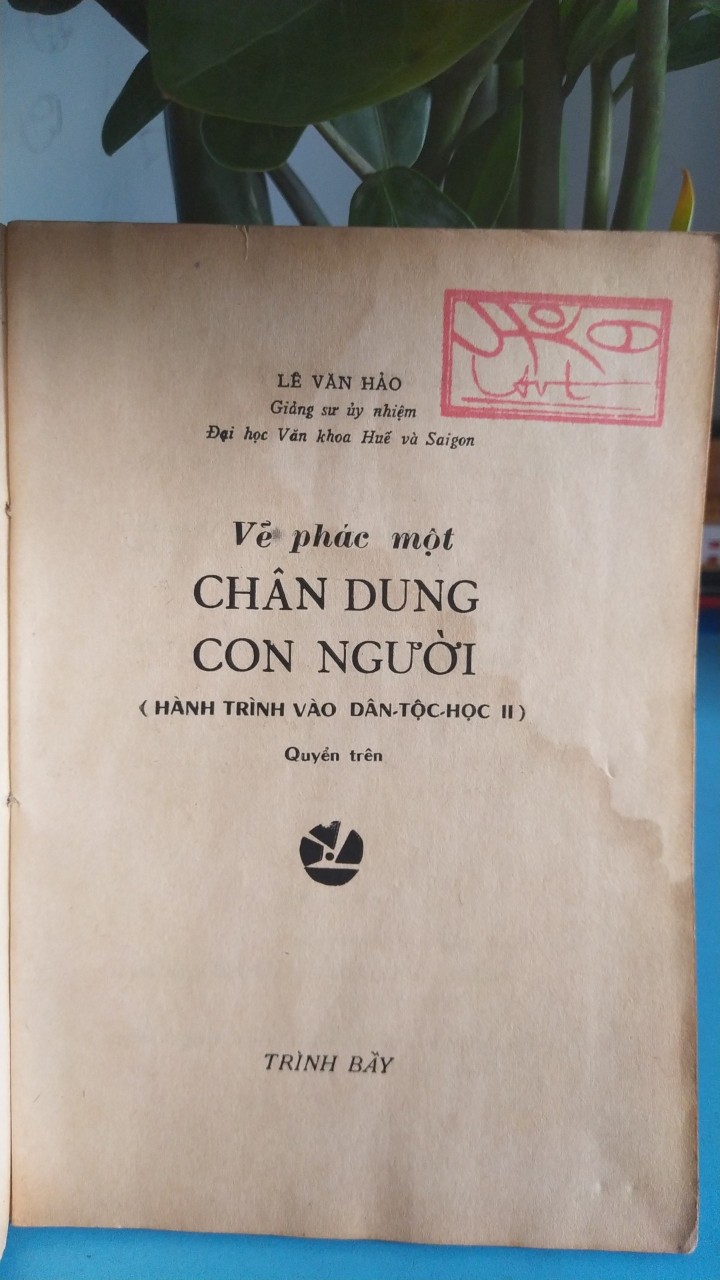 LÊ VĂN HẢO
Giảng sư ủy nhiệm
Đại học Văn khoa Huế và Saigon
Vẽ phác một
CHÂN DUNG
CON NGƯỜI
( HÀNH TRÌNH VÀO DÂN-TỘC-HỌC II )
Quyển trên
TRÌNH BẦY